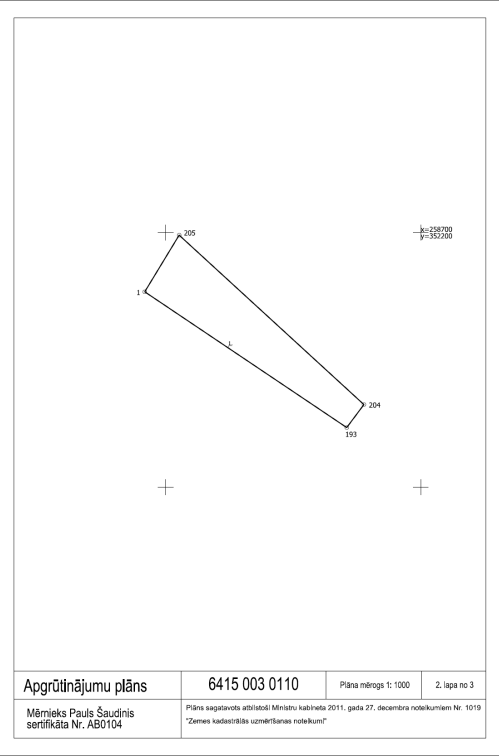 205
x=258700
y=352200
1
L
204
193
Apgrūtinājumu plāns
6415 003 0110
Plāna mērogs 1: 1000
2. lapa no 3
Mērnieks Pauls Šaudinis
sertifikāta Nr. AB0104
Plāns sagatavots atbilstoši Ministru kabineta 2011. gada 27. decembra noteikumiem Nr. 1019
"Zemes kadastrālās uzmērīšanas noteikumi"